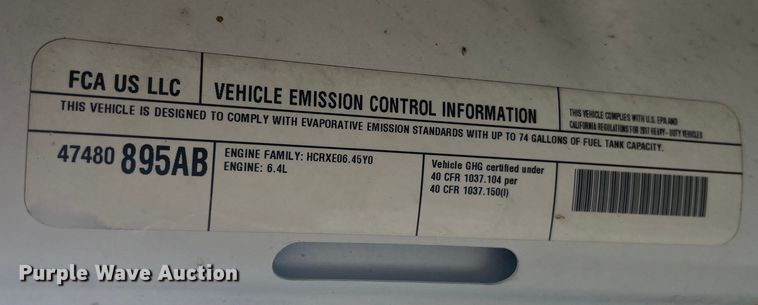 FCA US LLC
VEHICLE EMISSION CONTROL INFORMATION
THIS VEHICLE COMPLIES WITH U.S. EPA AND
CALIFORNIA REGULATIONS FOR 2017 HEAVY - DUTY VEHICLES
THIS VEHICLE IS DESIGNED TO COMPLY WITH EVAPORATIVE EMISSION STANDARDS WITH UP TO 74 GALLONS OF FUEL TANK CAPACITY.
47480 895AB
ENGINE FAMILY: HCRXE06.45Y0
ENGINE: 6.4L
Vehicle GHG certified under
40 CFR 1037.104 per
40 CFR 1037.150(l)
Purple Wave Auction